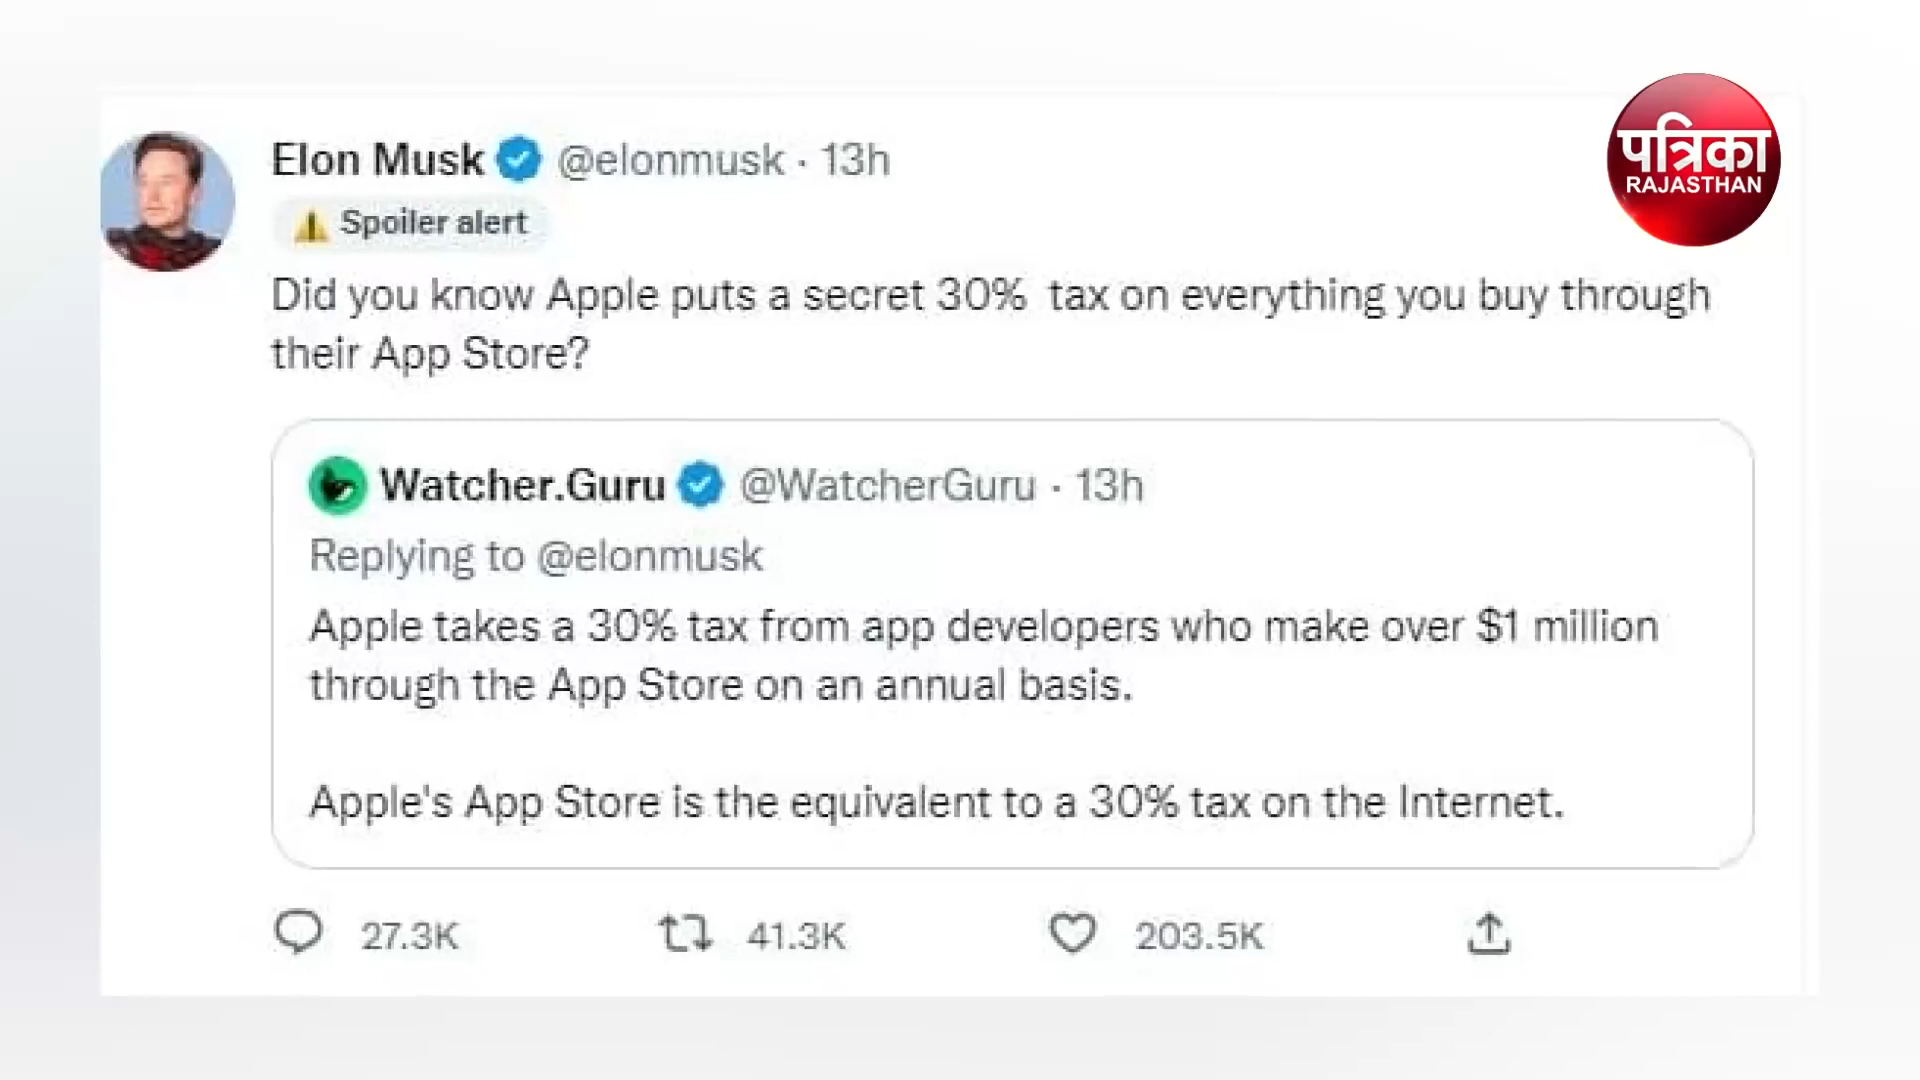 पत्रिका
RAJASTHAN
Elon Musk @elonmusk · 13h
Spoiler alert
Did you know Apple puts a secret 30% tax on everything you buy through
their App Store?
Watcher.Guru @WatcherGuru · 13h
Replying to @elonmusk
Apple takes a 30% tax from app developers who make over $1 million
through the App Store on an annual basis.
Apple's App Store is the equivalent to a 30% tax on the Internet.
27.3K 41.3K 203.5K